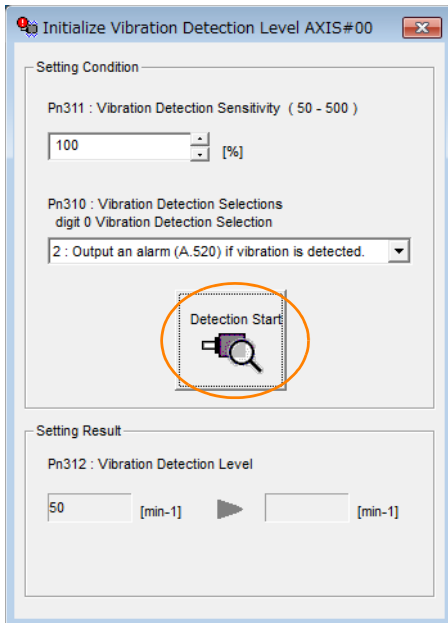 Initialize Vibration Detection Level AXIS#00
Setting Condition
Pn311 : Vibration Detection Sensitivity ( 50 - 500 )
100 [%]
Pn310 : Vibration Detection Selections
digit 0 Vibration Detection Selection
2 : Output an alarm (A.520) if vibration is detected.
Detection Start
Setting Result
Pn312 : Vibration Detection Level
50 [min-1] [min-1]